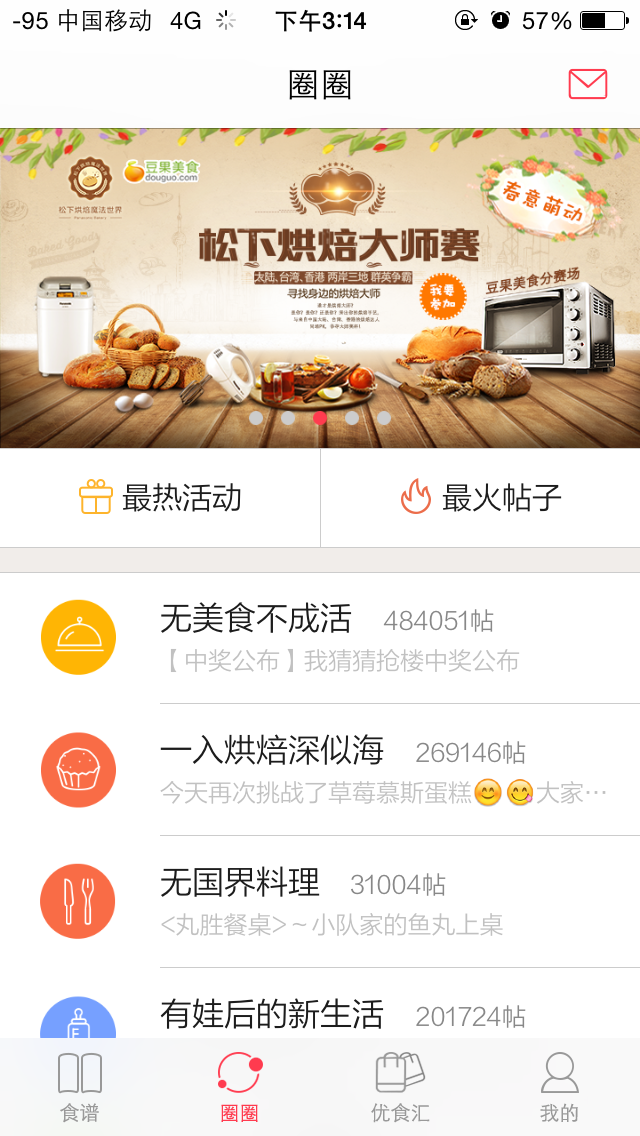 -95 中国移动 4G 下午3:14 57%
圈圈
松下烘焙魔法世界
豆果美食
douguo.com
春意萌动
松下烘焙大师赛
大陆、台湾、香港 两岸三地 群英争霸
寻找身边的烘焙大师
我要
参加
豆果美食分赛场
Panasonic
最热活动
最火帖子
无美食不成活 484051帖
【中奖公布】我猜猜抢楼中奖公布
一入烘焙深似海 269146帖
今天再次挑战了草莓慕斯蛋糕😊 😋大家…
无国界料理 31004帖
<丸胜餐桌>～小队家的鱼丸上桌
有娃后的新生活 201724帖
食谱
圈圈
优食汇
我的